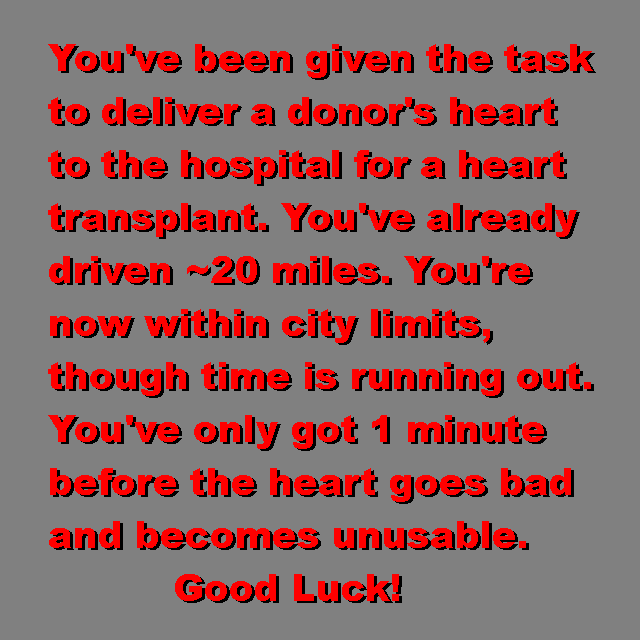 You've been given the task
to deliver a donor's heart
to the hospital for a heart
transplant. You've already
driven ~20 miles. You're
now within city limits,
though time is running out.
You've only got 1 minute
before the heart goes bad
and becomes unusable.
Good Luck!